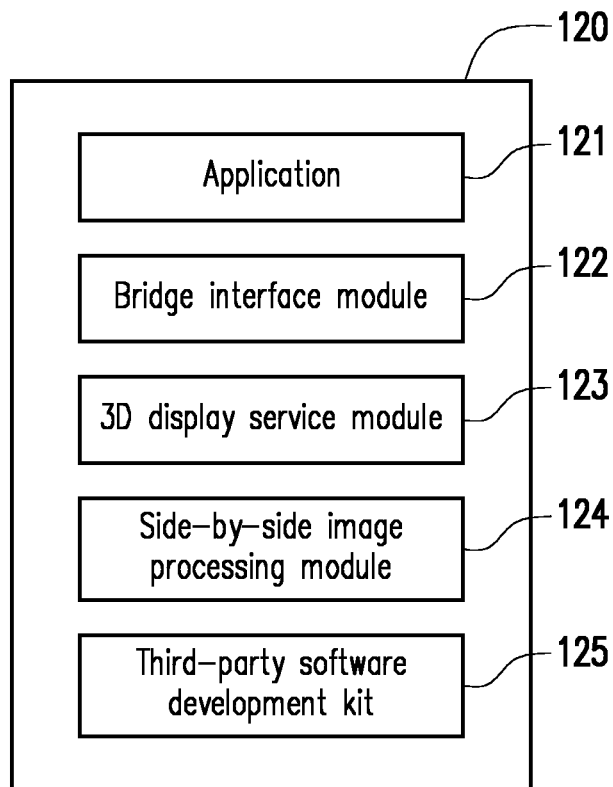 120
Application
121
Bridge interface module
122
3D display service module
123
Side-by-side image
processing module
124
Third-party software
development kit
125